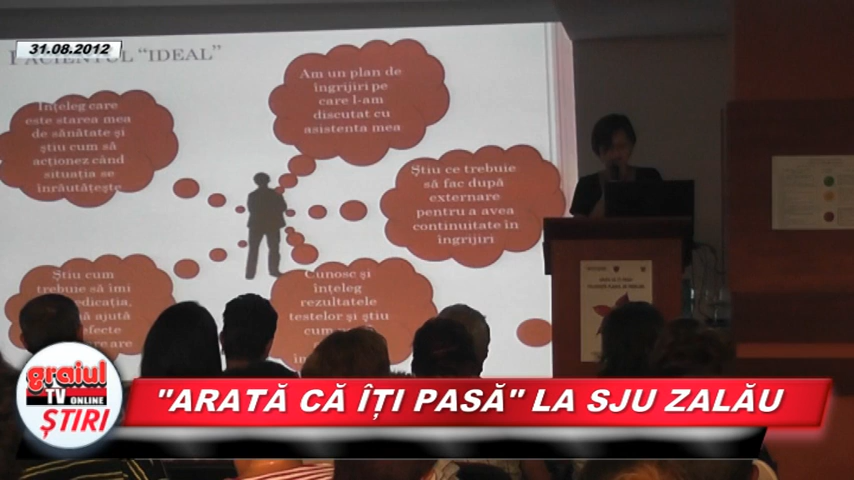 31.08.2012
PACIENTUL "IDEAL"
Am un plan de
îngrijiri pe
care l-am
discutat cu
asistenta mea
Înțeleg care
este starea mea
de sănătate și
știu cum să
acționez când
situația se
înrăutățește
Știu ce trebuie
să fac după
externare
pentru a avea
continuitate în
îngrijiri
Știu cum
trebuie să îmi
ajută
are
Cunosc și
înțeleg
rezultatele
testelor și știu
cum
graiul
TV
ONLINE
ȘTIRI
"ARATĂ CĂ ÎȚI PASĂ" LA SJU ZALĂU